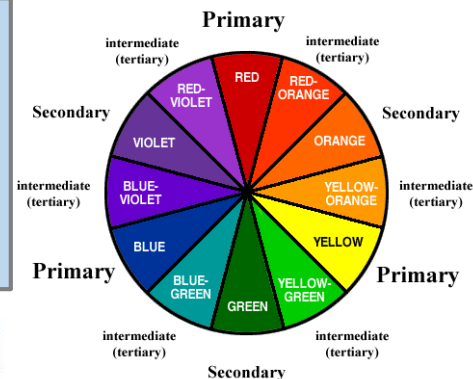 Primary
intermediate
(tertiary)
intermediate
(tertiary)
RED
RED-
VIOLET
RED-
ORANGE
Secondary
Secondary
VIOLET
ORANGE
intermediate
(tertiary)
BLUE-
VIOLET
YELLOW-
ORANGE
intermediate
(tertiary)
BLUE
YELLOW
Primary
Primary
BLUE-
GREEN
YELLOW-
GREEN
GREEN
intermediate
(tertiary)
intermediate
(tertiary)
Secondary